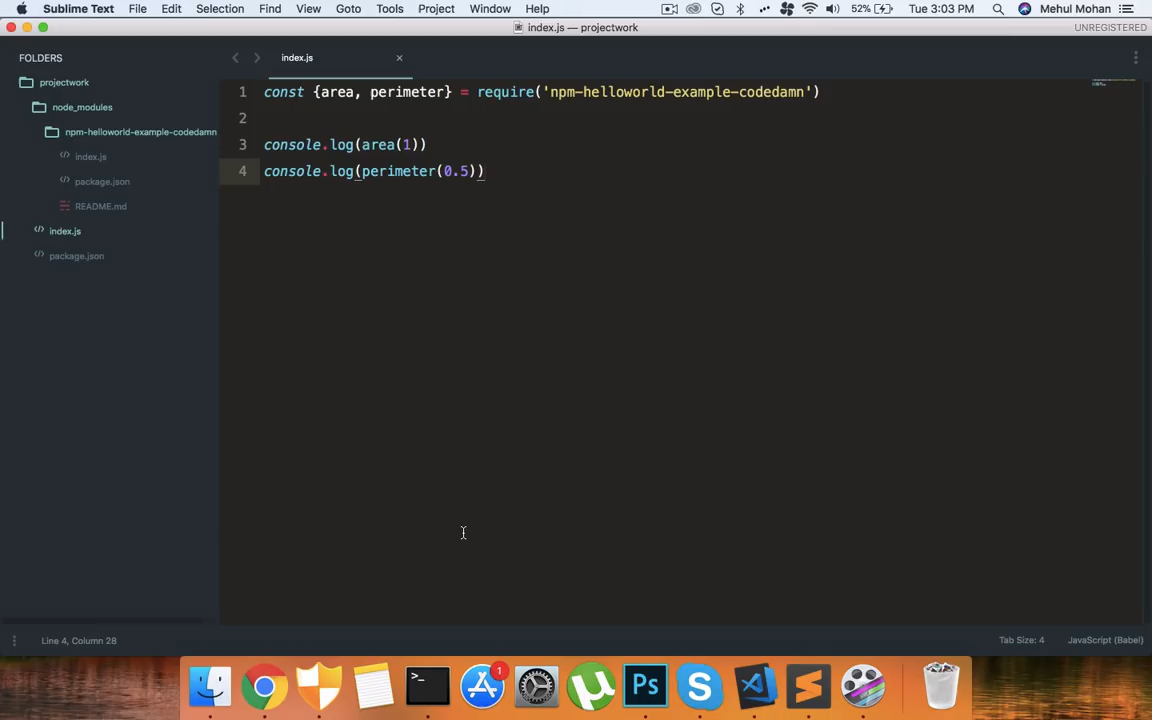 Sublime Text File Edit Selection Find View Goto Tools Project Window Help 52% Tue 3:03 PM Mehul Mohan
index.js — projectwork UNREGISTERED
FOLDERS
projectwork
node_modules
npm-helloworld-example-codedamn
index.js
package.json
README.md
index.js
package.json
index.js
1 const {area, perimeter} = require('npm-helloworld-example-codedamn')
2
3 console.log(area(1))
4 console.log(perimeter(0.5))
Line 4, Column 28 Tab Size: 4 JavaScript (Babel)
>_
1
Ps
S